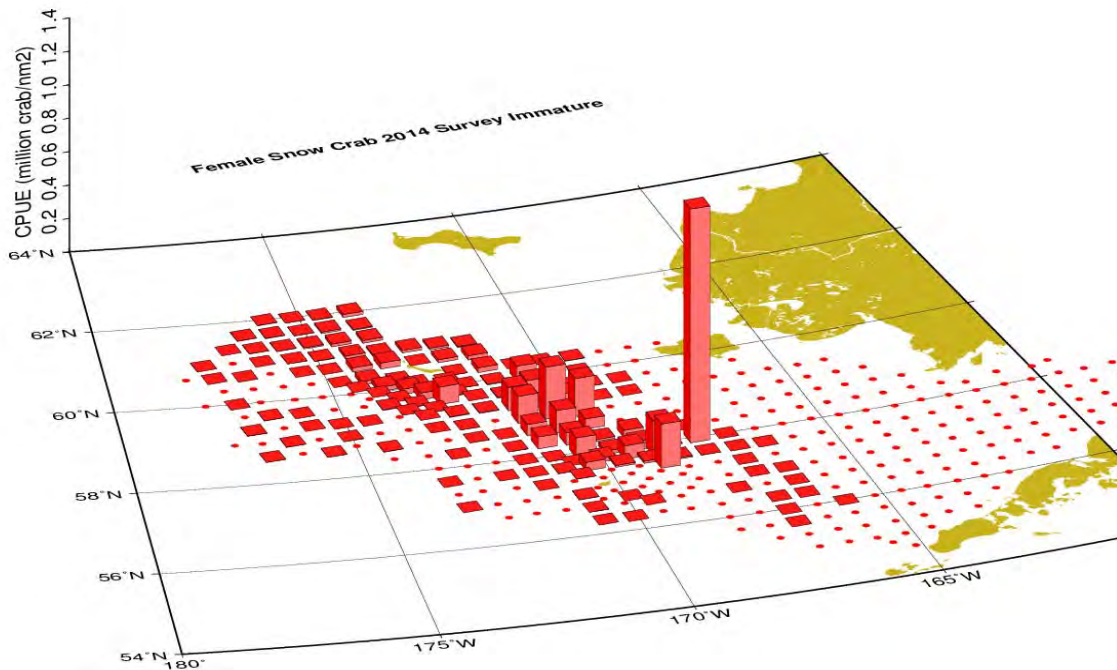 CPUE (million crab/nm2)
1.4
1.2
1.0
0.8
0.6
0.4
0.2
Female Snow Crab 2014 Survey Immature
64°N
62°N
60°N
58°N
56°N
54°N
180°
175°W
170°W
165°W